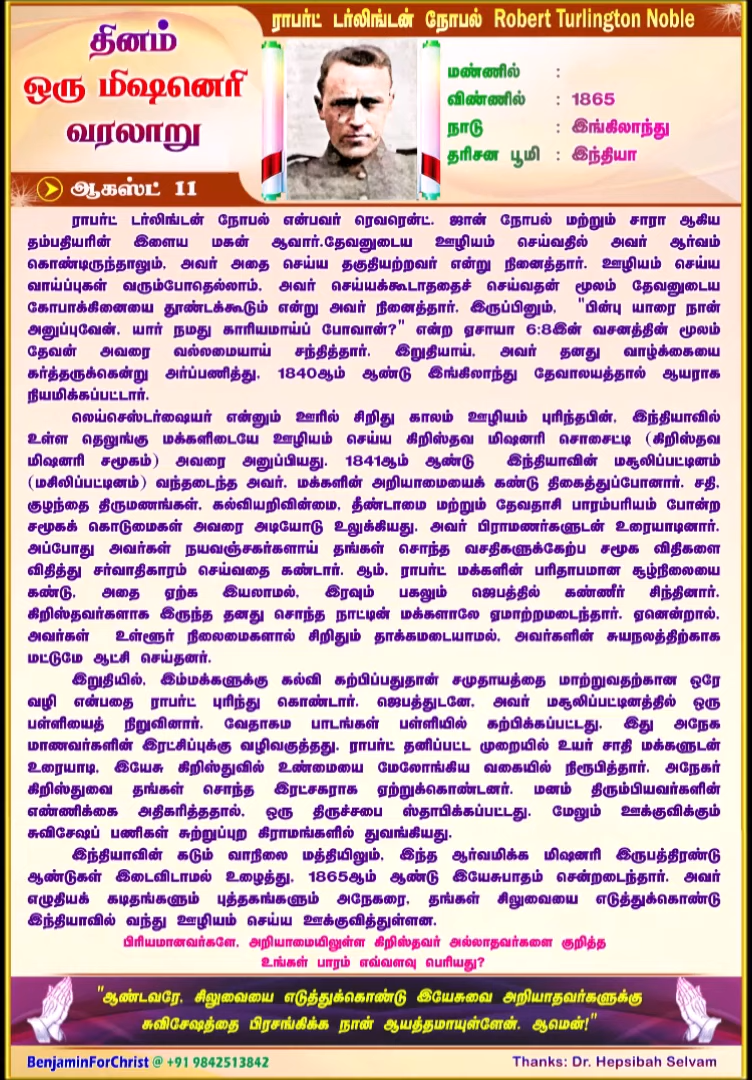 ராபர்ட் டர்லிங்டன் நோபல் Robert Turlington Noble
தினம்
ஒரு மிஷனெரி
வரலாறு
ஆகஸ்ட் 11
மண்ணில் :
விண்ணில் : 1865
நாடு : இங்கிலாந்து
தரிசன பூமி : இந்தியா
ராபர்ட் டர்லிங்டன் நோபல் என்பவர் ரெவரெண்ட். ஜான் நோபல் மற்றும் சாரா ஆகிய
தம்பதியரின் இளைய மகன் ஆவார்.தேவனுடைய ஊழியம் செய்வதில் அவர் ஆர்வம்
கொண்டிருந்தாலும், அவர் அதை செய்ய தகுதியற்றவர் என்று நினைத்தார். ஊழியம் செய்ய
வாய்ப்புகள் வரும்போதெல்லாம், அவர் செய்யக்கூடாததைச் செய்வதன் மூலம் தேவனுடைய
கோபாக்கினையை தூண்டக்கூடும் என்று அவர் நினைத்தார். இருப்பினும், "பின்பு யாரை நான்
அனுப்புவேன், யார் நமது காரியமாய்ப் போவான்?" என்ற ஏசாயா 6:8இன் வசனத்தின் மூலம்
தேவன் அவரை வல்லமையாய் சந்தித்தார். இறுதியாய், அவர் தனது வாழ்க்கையை
கர்த்தருக்கென்று அர்ப்பணித்து, 1840ஆம் ஆண்டு இங்கிலாந்து தேவாலயத்தால் ஆயராக
நியமிக்கப்பட்டார்.
லெய்செஸ்டர்ஷையர் என்னும் ஊரில் சிறிது காலம் ஊழியம் புரிந்தபின், இந்தியாவில்
உள்ள தெலுங்கு மக்களிடையே ஊழியம் செய்ய கிறிஸ்தவ மிஷனரி சொசைட்டி (கிறிஸ்தவ
மிஷனரி சமூகம்) அவரை அனுப்பியது. 1841ஆம் ஆண்டு இந்தியாவின் மசூலிப்பட்டினம்
(மசிலிப்பட்டினம்) வந்தடைந்த அவர், மக்களின் அறியாமையைக் கண்டு திகைத்துப்போனார். சதி,
குழந்தை திருமணங்கள், கல்வியறிவின்மை, தீண்டாமை மற்றும் தேவதாசி பாரம்பரியம் போன்ற
சமூகக் கொடுமைகள் அவரை அடியோடு உலுக்கியது. அவர் பிராமணர்களுடன் உரையாடினார்.
அப்போது அவர்கள் நயவஞ்சகர்களாய் தங்கள் சொந்த வசதிகளுக்கேற்ப சமூக விதிகளை
விதித்து சர்வாதிகாரம் செய்வதை கண்டார். ஆம், ராபர்ட் மக்களின் பரிதாபமான சூழ்நிலையை
கண்டு, அதை ஏற்க இயலாமல், இரவும் பகலும் ஜெபத்தில் கண்ணீர் சிந்தினார்.
கிறிஸ்தவர்களாக இருந்த தனது சொந்த நாட்டின் மக்களாலே ஏமாற்றமடைந்தார். ஏனென்றால்,
அவர்கள் உள்ளூர் நிலைமைகளால் சிறிதும் தாக்கமடையாமல், அவர்களின் சுயநலத்திற்காக
மட்டுமே ஆட்சி செய்தனர்.
இறுதியில், இம்மக்களுக்கு கல்வி கற்பிப்பதுதான் சமுதாயத்தை மாற்றுவதற்கான ஒரே
வழி என்பதை ராபர்ட் புரிந்து கொண்டார். ஜெபத்துடனே, அவர் மசூலிப்பட்டினத்தில் ஒரு
பள்ளியைத் நிறுவினார். வேதாகம பாடங்கள் பள்ளியில் கற்பிக்கப்பட்டது. இது அநேக
மாணவர்களின் இரட்சிப்புக்கு வழிவகுத்தது. ராபர்ட் தனிப்பட்ட முறையில் உயர் சாதி மக்களுடன்
உரையாடி, இயேசு கிறிஸ்துவில் உண்மையை மேலோங்கிய வகையில் நிரூபித்தார். அநேகர்
கிறிஸ்துவை தங்கள் சொந்த இரட்சகராக ஏற்றுக்கொண்டனர். மனம் திரும்பியவர்களின்
எண்ணிக்கை அதிகரித்ததால், ஒரு திருச்சபை ஸ்தாபிக்கப்பட்டது. மேலும் ஊக்குவிக்கும்
சுவிசேஷப் பணிகள் சுற்றுப்புற கிராமங்களில் துவங்கியது.
இந்தியாவின் கடும் வாநிலை மத்தியிலும், இந்த ஆர்வமிக்க மிஷனரி இருபத்திரண்டு
ஆண்டுகள் இடைவிடாமல் உழைத்து, 1865ஆம் ஆண்டு இயேசுபாதம் சென்றடைந்தார். அவர்
எழுதியக் கடிதங்களும் புத்தகங்களும் அநேகரை, தங்கள் சிலுவையை எடுத்துக்கொண்டு
இந்தியாவில் வந்து ஊழியம் செய்ய ஊக்குவித்துள்ளன.
பிரியமானவர்களே, அறியாமையிலுள்ள கிறிஸ்தவர் அல்லாதவர்களை குறித்த
உங்கள் பாரம் எவ்வளவு பெரியது?
"ஆண்டவரே, சிலுவையை எடுத்துக்கொண்டு இயேசுவை அறியாதவர்களுக்கு
சுவிசேஷத்தை பிரசங்கிக்க நான் ஆயத்தமாயுள்ளேன். ஆமென்!"
BenjaminForChrist @ +91 9842513842
Thanks: Dr. Hepsibah Selvam